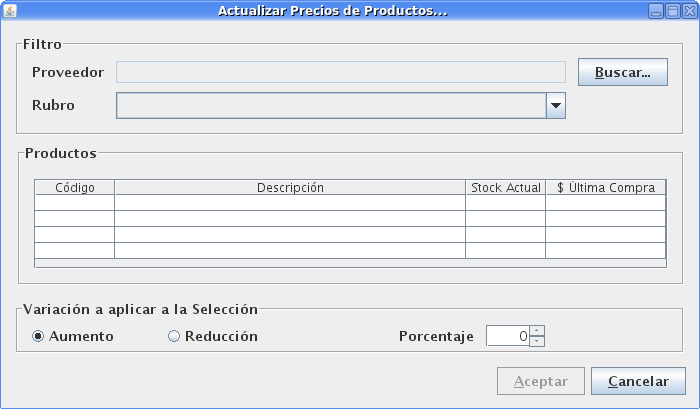 Actualizar Precios de Productos...
Filtro
Proveedor
Buscar...
Rubro
Productos
Código Descripción Stock Actual $ Última Compra
Variación a aplicar a la Selección
Aumento Reducción Porcentaje 0
Aceptar Cancelar